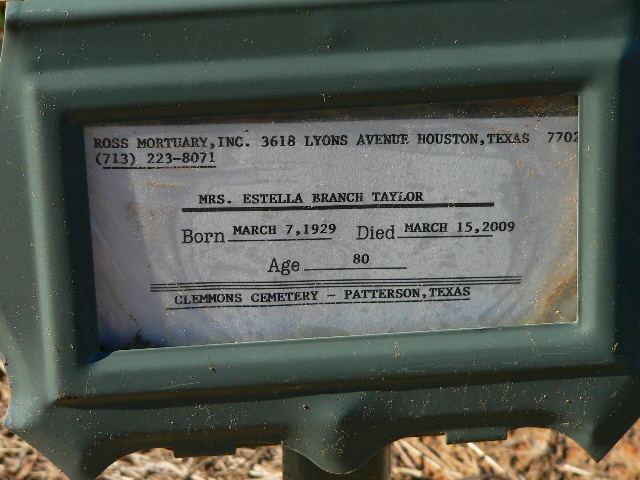 ROSS MORTUARY,INC. 3618 LYONS AVENUE HOUSTON,TEXAS 7702
(713) 223-8071
MRS. ESTELLA BRANCH TAYLOR
Born MARCH 7,1929 Died MARCH 15,2009
Age 80
CLEMMONS CEMETERY - PATTERSON,TEXAS